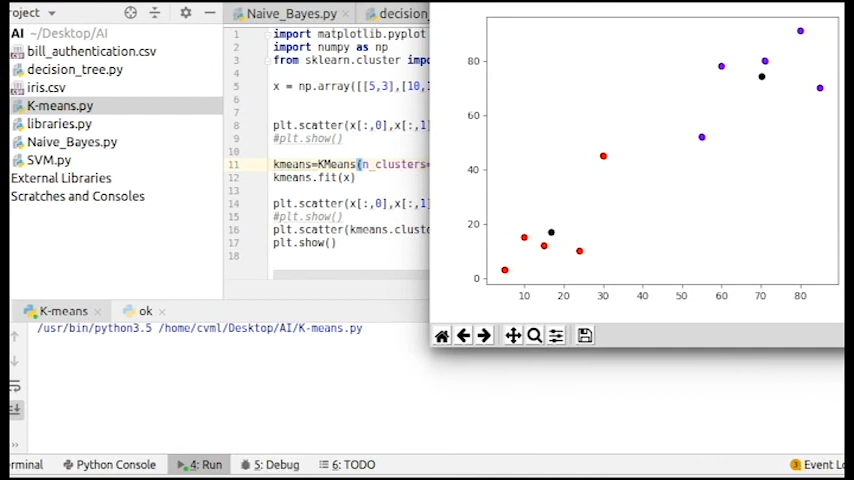 roject
AI ~/Desktop/AI
bill_authentication.csv
decision_tree.py
iris.csv
K-means.py
libraries.py
Naive_Bayes.py
SVM.py
External Libraries
Scratches and Consoles
Naive_Bayes.py
decision_
1 import matplotlib.pyplot
2 import numpy as np
3 from sklearn.cluster impo
4
5 x = np.array([[5,3],[10,1
6
7
8 plt.scatter(x[:,0],x[:,1]
9 #plt.show()
10
11 kmeans=KMeans(n_clusters=
12 kmeans.fit(x)
13
14 plt.scatter(x[:,0],x[:,1]
15 #plt.show()
16 plt.scatter(kmeans.cluste
17 plt.show()
18
80
60
40
20
0
10 20 30 40 50 60 70 80
K-means
ok
/usr/bin/python3.5 /home/cvml/Desktop/AI/K-means.py
rminal
Python Console
4: Run
5: Debug
6: TODO
3 Event Lo